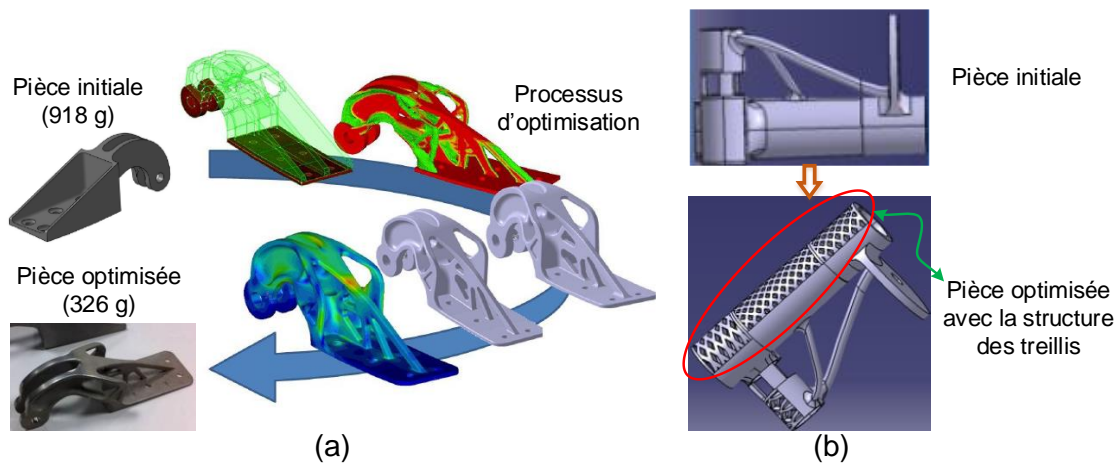 Pièce initiale
(918 g)
Processus
d'optimisation
Pièce optimisée
(326 g)
(a)
Pièce initiale
Pièce optimisée
avec la structure
des treillis
(b)